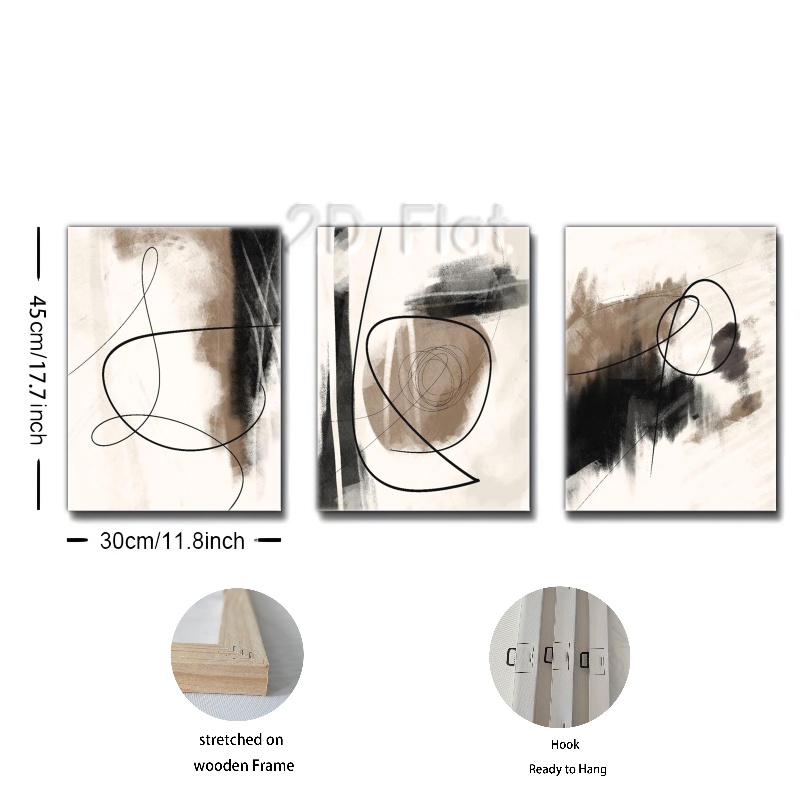 2D Flat.
45cm/17.7inch
30cm/11.8inch
stretched on
wooden Frame
Hook
Ready to Hang